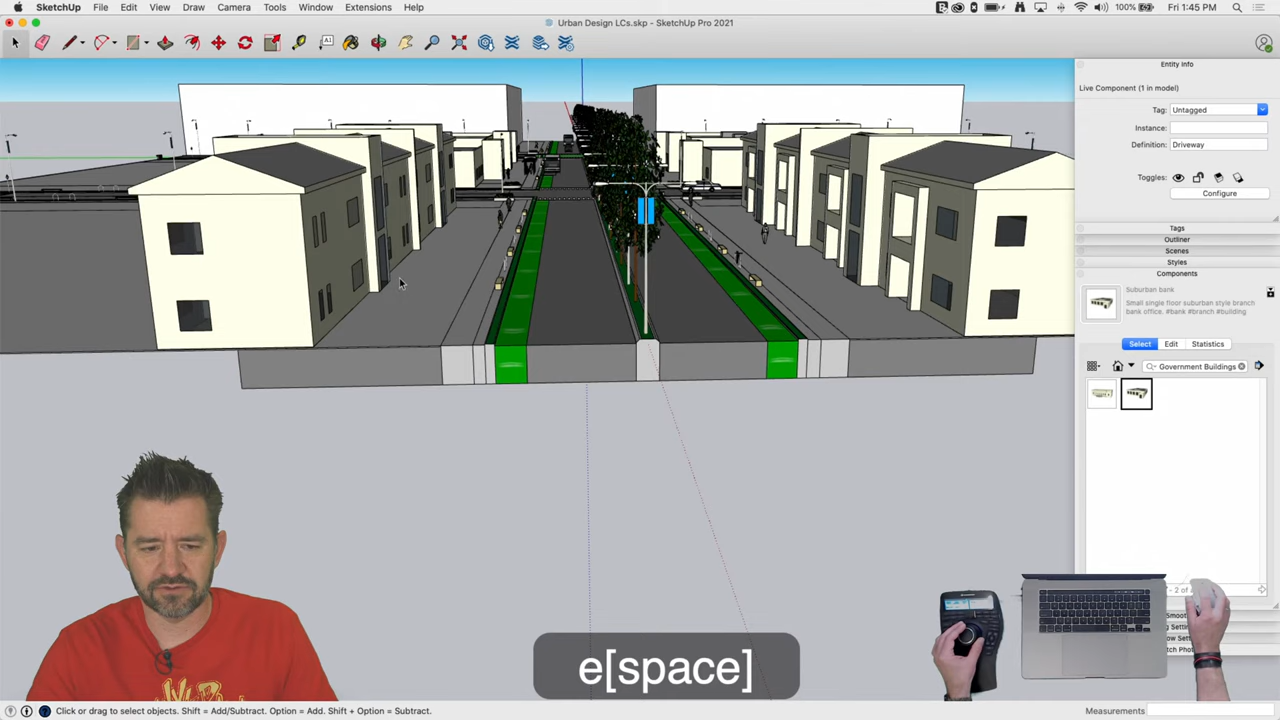 SketchUp File Edit View Draw Camera Tools Window Extensions Help 100% Fri 1:45 PM
Urban Design LCs.skp - SketchUp Pro 2021
Entity Info
Live Component (1 in model)
Tag: Untagged
Instance:
Definition: Driveway
Toggles:
Configure
Tags
Outliner
Scenes
Styles
Components
Suburban bank
Small single floor suburban style branch
bank office. #bank #branch #building
Select Edit Statistics
Government Buildings
e[space]
Click or drag to select objects. Shift = Add/Subtract. Option = Add. Shift + Option = Subtract.
Measurements